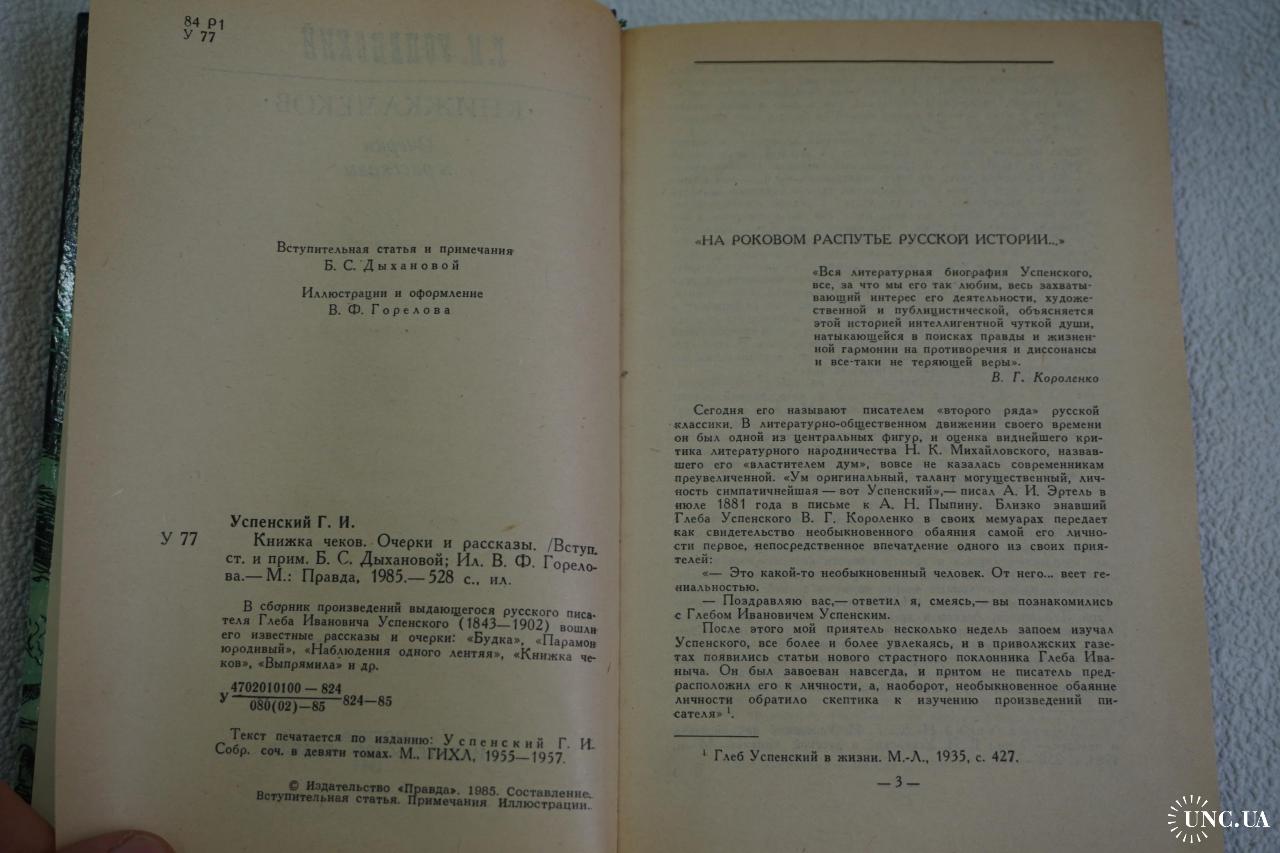 84 Р1
У 77
Г. И. УСПЕНСКИЙ
КНИЖКА ЧЕКОВ
Очерки
и рассказы
Вступительная статья и примечания
Б. С. Дыхановой
Иллюстрации и оформление
В. Ф. Горелова
Успенский Г. И.
У 77
Книжка чеков. Очерки и рассказы. /Вступ.
ст. и прим. Б. С. Дыхановой; Ил. В. Ф. Горело-
ва.— М.: Правда, 1985.— 528 с., ил.
В сборник произведений выдающегося русского писа-
теля Глеба Ивановича Успенского (1843—1902) вошли
его известные рассказы и очерки: «Будка», «Парамон
юродивый», «Наблюдения одного лентяя», «Книжка че-
ков», «Выпрямила» и др.
У 4702010100 — 824
080(02)—85
824—85
Текст печатается по изданию: Успенский Г. И.
Собр. соч. в девяти томах. М., ГИХЛ, 1955—1957.
© Издательство «Правда». 1985. Составление.
Вступительная статья. Примечания Иллюстрации.
«НА РОКОВОМ РАСПУТЬЕ РУССКОЙ ИСТОРИИ...»
«Вся литературная биография Успенского,
все, за что мы его так любим, весь захваты-
вающий интерес его деятельности, художе-
ственной и публицистической, объясняется
этой историей интеллигентной чуткой души,
натыкающейся в поисках правды и жизнен-
ной гармонии на противоречия и диссонансы
и все-таки не теряющей веры».
В. Г. Короленко
Сегодня его называют писателем «второго ряда» русской
классики. В литературно-общественном движении своего времени
он был одной из центральных фигур, и оценка виднейшего кри-
тика литературного народничества Н. К. Михайловского, назвав-
шего его «властителем дум», вовсе не казалась современникам
преувеличенной. «Ум оригинальный, талант могущественный, лич-
ность симпатичнейшая — вот Успенский»,— писал А. И. Эртель в
июле 1881 года в письме к А. Н. Пыпину. Близко знавший
Глеба Успенского В. Г. Короленко в своих мемуарах передает
как свидетельство необыкновенного обаяния самой его лично-
сти первое, непосредственное впечатление одного из своих прия-
телей:
«— Это какой-то необыкновенный человек. От него... веет ге-
ниальностью.
— Поздравляю вас,— ответил я, смеясь,— вы познакомились
с Глебом Ивановичем Успенским.
После этого мой приятель несколько недель запоем изучал
Успенского, все более и более увлекаясь, и в приволжских газе-
тах появились статьи нового страстного поклонника Глеба Ива-
ныча. Он был завоеван навсегда, и притом не писатель пред-
расположил его к личности, а, наоборот, необыкновенное обаяние
личности обратило скептика к изучению произведений пи-
сателя» ¹.
¹ Глеб Успенский в жизни. М.-Л., 1935, с. 427.
— 3 —
UNC.UA